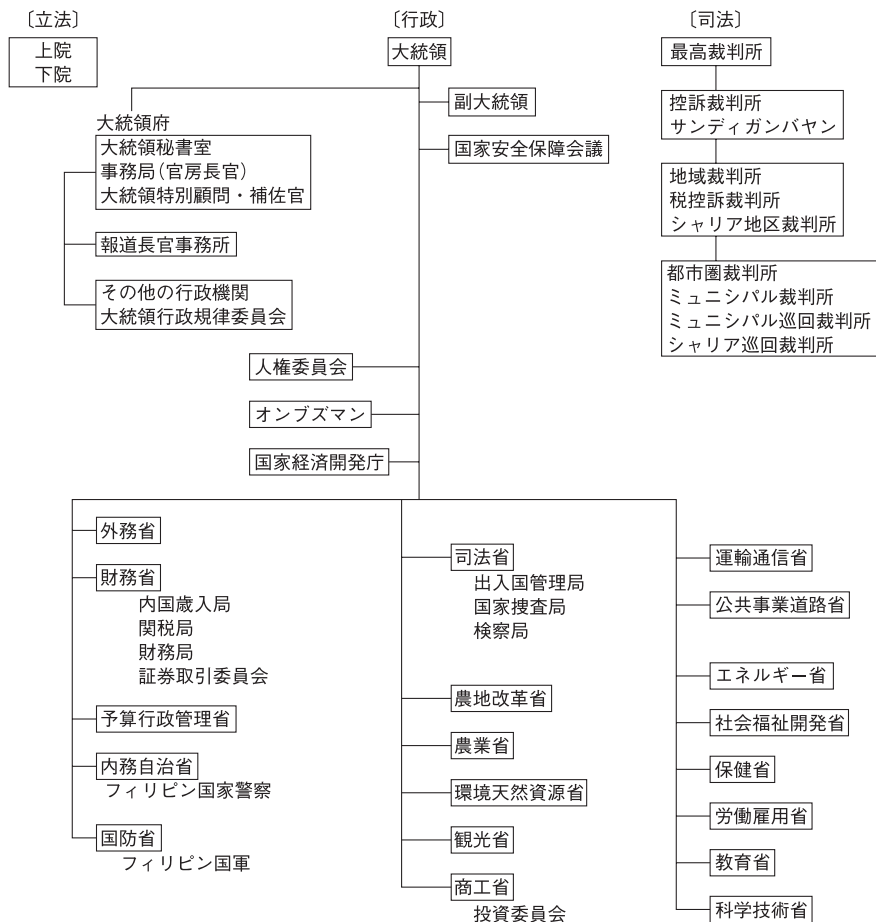 〔立法〕
上院
下院
〔行政〕
大統領
副大統領
国家安全保障会議
大統領府
大統領秘書室
事務局(官房長官)
大統領特別顧問・補佐官
報道長官事務所
その他の行政機関
大統領行政規律委員会
人権委員会
オンブズマン
国家経済開発庁
〔司法〕
最高裁判所
控訴裁判所
サンディガンバヤン
地域裁判所
税控訴裁判所
シャリア地区裁判所
都市圏裁判所
ミュニシパル裁判所
ミュニシパル巡回裁判所
シャリア巡回裁判所
外務省
財務省
内国歳入局
関税局
財務局
証券取引委員会
予算行政管理省
内務自治省
フィリピン国家警察
国防省
フィリピン国軍
司法省
出入国管理局
国家捜査局
検察局
農地改革省
農業省
環境天然資源省
観光省
商工省
投資委員会
運輸通信省
公共事業道路省
エネルギー省
社会福祉開発省
保健省
労働雇用省
教育省
科学技術省